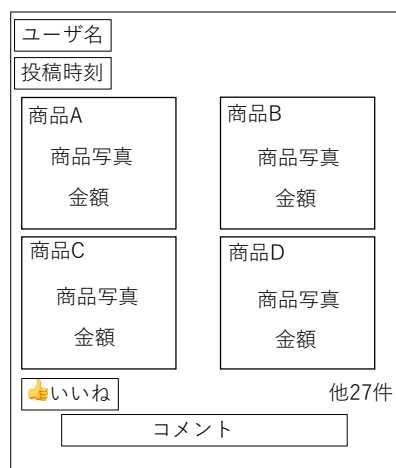 ユーザ名
投稿時刻
商品A
商品写真
金額
商品B
商品写真
金額
商品C
商品写真
金額
商品D
商品写真
金額
👍いいね
他27件
コメント